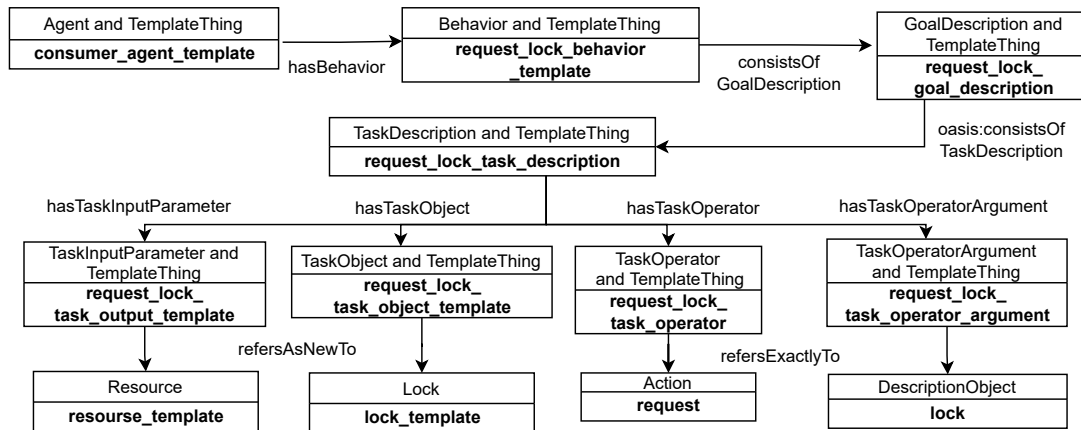 Agent and TemplateThing
consumer_agent_template
hasBehavior
Behavior and TemplateThing
request_lock_behavior
_template
consistsOf
GoalDescription
GoalDescription and
TemplateThing
request_lock_
goal_description
oasis:consistsOf
TaskDescription
TaskDescription and TemplateThing
request_lock_task_description
hasTaskInputParameter
hasTaskObject
hasTaskOperator
hasTaskOperatorArgument
TaskInputParameter and
TemplateThing
request_lock_
task_output_template
TaskObject and TemplateThing
request_lock_
task_object_template
TaskOperator
and TemplateThing
request_lock_
task_operator
TaskOperatorArgument
and TemplateThing
request_lock_
task_operator_argument
refersAsNewTo
refersExactlyTo
Resource
resourse_template
Lock
lock_template
Action
request
DescriptionObject
lock